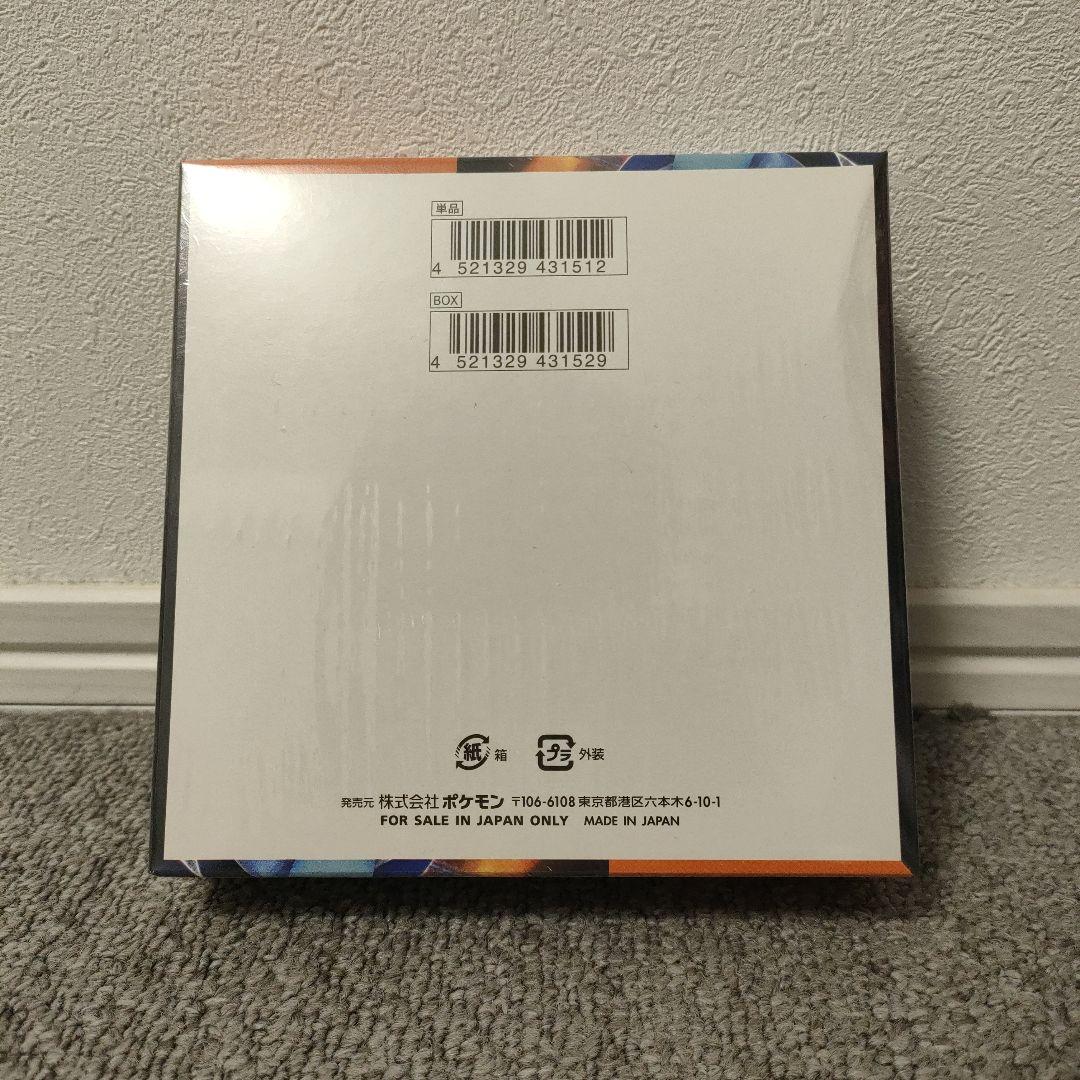 単品
4 521329 431512
BOX
4 521329 431529
紙 箱 プラ 外装
発売元 株式会社 ポケモン 〒106-6108 東京都港区六本木6-10-1
FOR SALE IN JAPAN ONLY MADE IN JAPAN